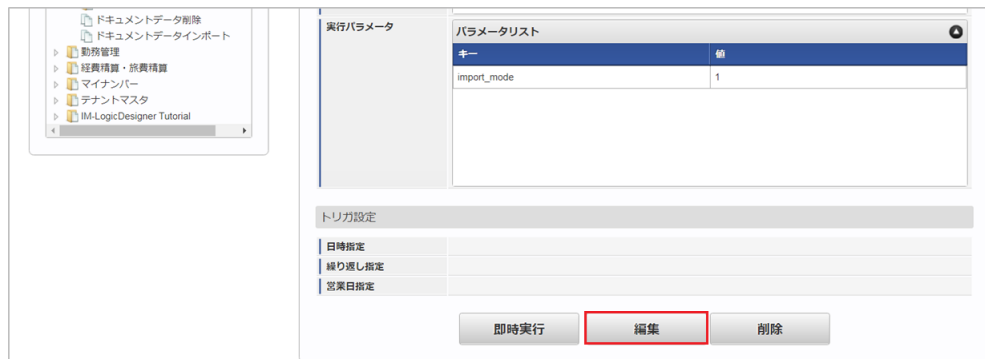 ドキュメントデータ削除
ドキュメントデータインポート
勤務管理
経費精算・旅費精算
マイナンバー
テナントマスタ
IM-LogicDesigner Tutorial
実行パラメータ
パラメータリスト
キー 値
import_mode 1
トリガ設定
日時指定
繰り返し指定
営業日指定
即時実行 編集 削除